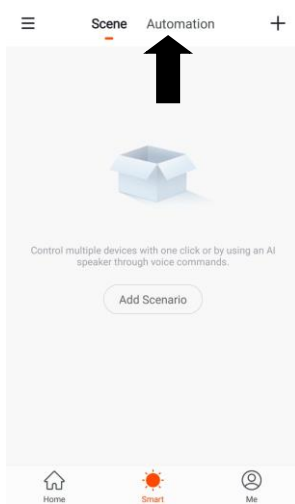 Scene Automation
Control multiple devices with one click or by using an AI
speaker through voice commands.
Add Scenario
Home Smart Me